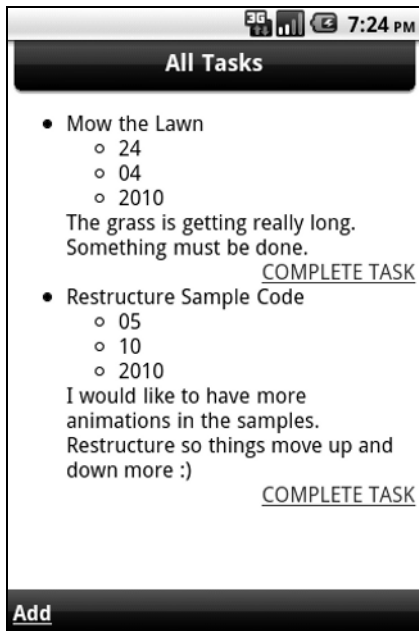 3G 7:24 PM
All Tasks
Mow the Lawn
24
04
2010
The grass is getting really long.
Something must be done.
COMPLETE TASK
Restructure Sample Code
05
10
2010
I would like to have more
animations in the samples.
Restructure so things move up and
down more :)
COMPLETE TASK
Add